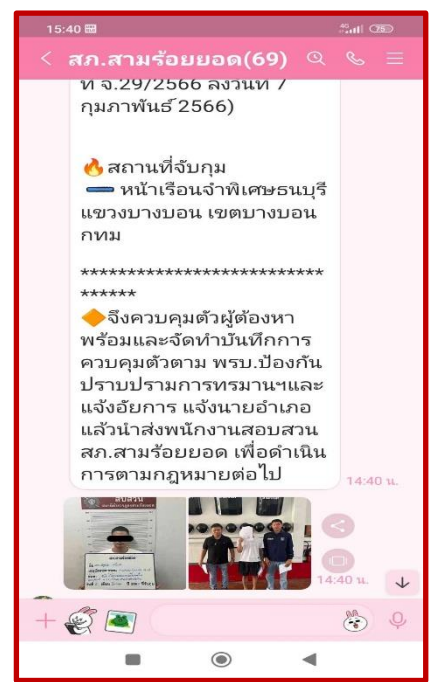 15:40
4G
75
สภ.สามร้อยยอด(69)
ที่ จ.29/2566 ลงวันที่ 7
กุมภาพันธ์ 2566)
🔥สถานที่จับกุม
➖ หน้าเรือนจำพิเศษธนบุรี
แขวงบางบอน เขตบางบอน
กทม
***************************
******
🔶จึงควบคุมตัวผู้ต้องหา
พร้อมและจัดทำบันทึกการ
ควบคุมตัวตาม พรบ.ป้องกัน
ปราบปรามการทรมานฯและ
แจ้งอัยการ แจ้งนายอำเภอ
แล้วนำส่งพนักงานสอบสวน
สภ.สามร้อยยอด เพื่อดำเนิน
การตามกฎหมายต่อไป
14:40 น.
สืบสวน
14:40 น.